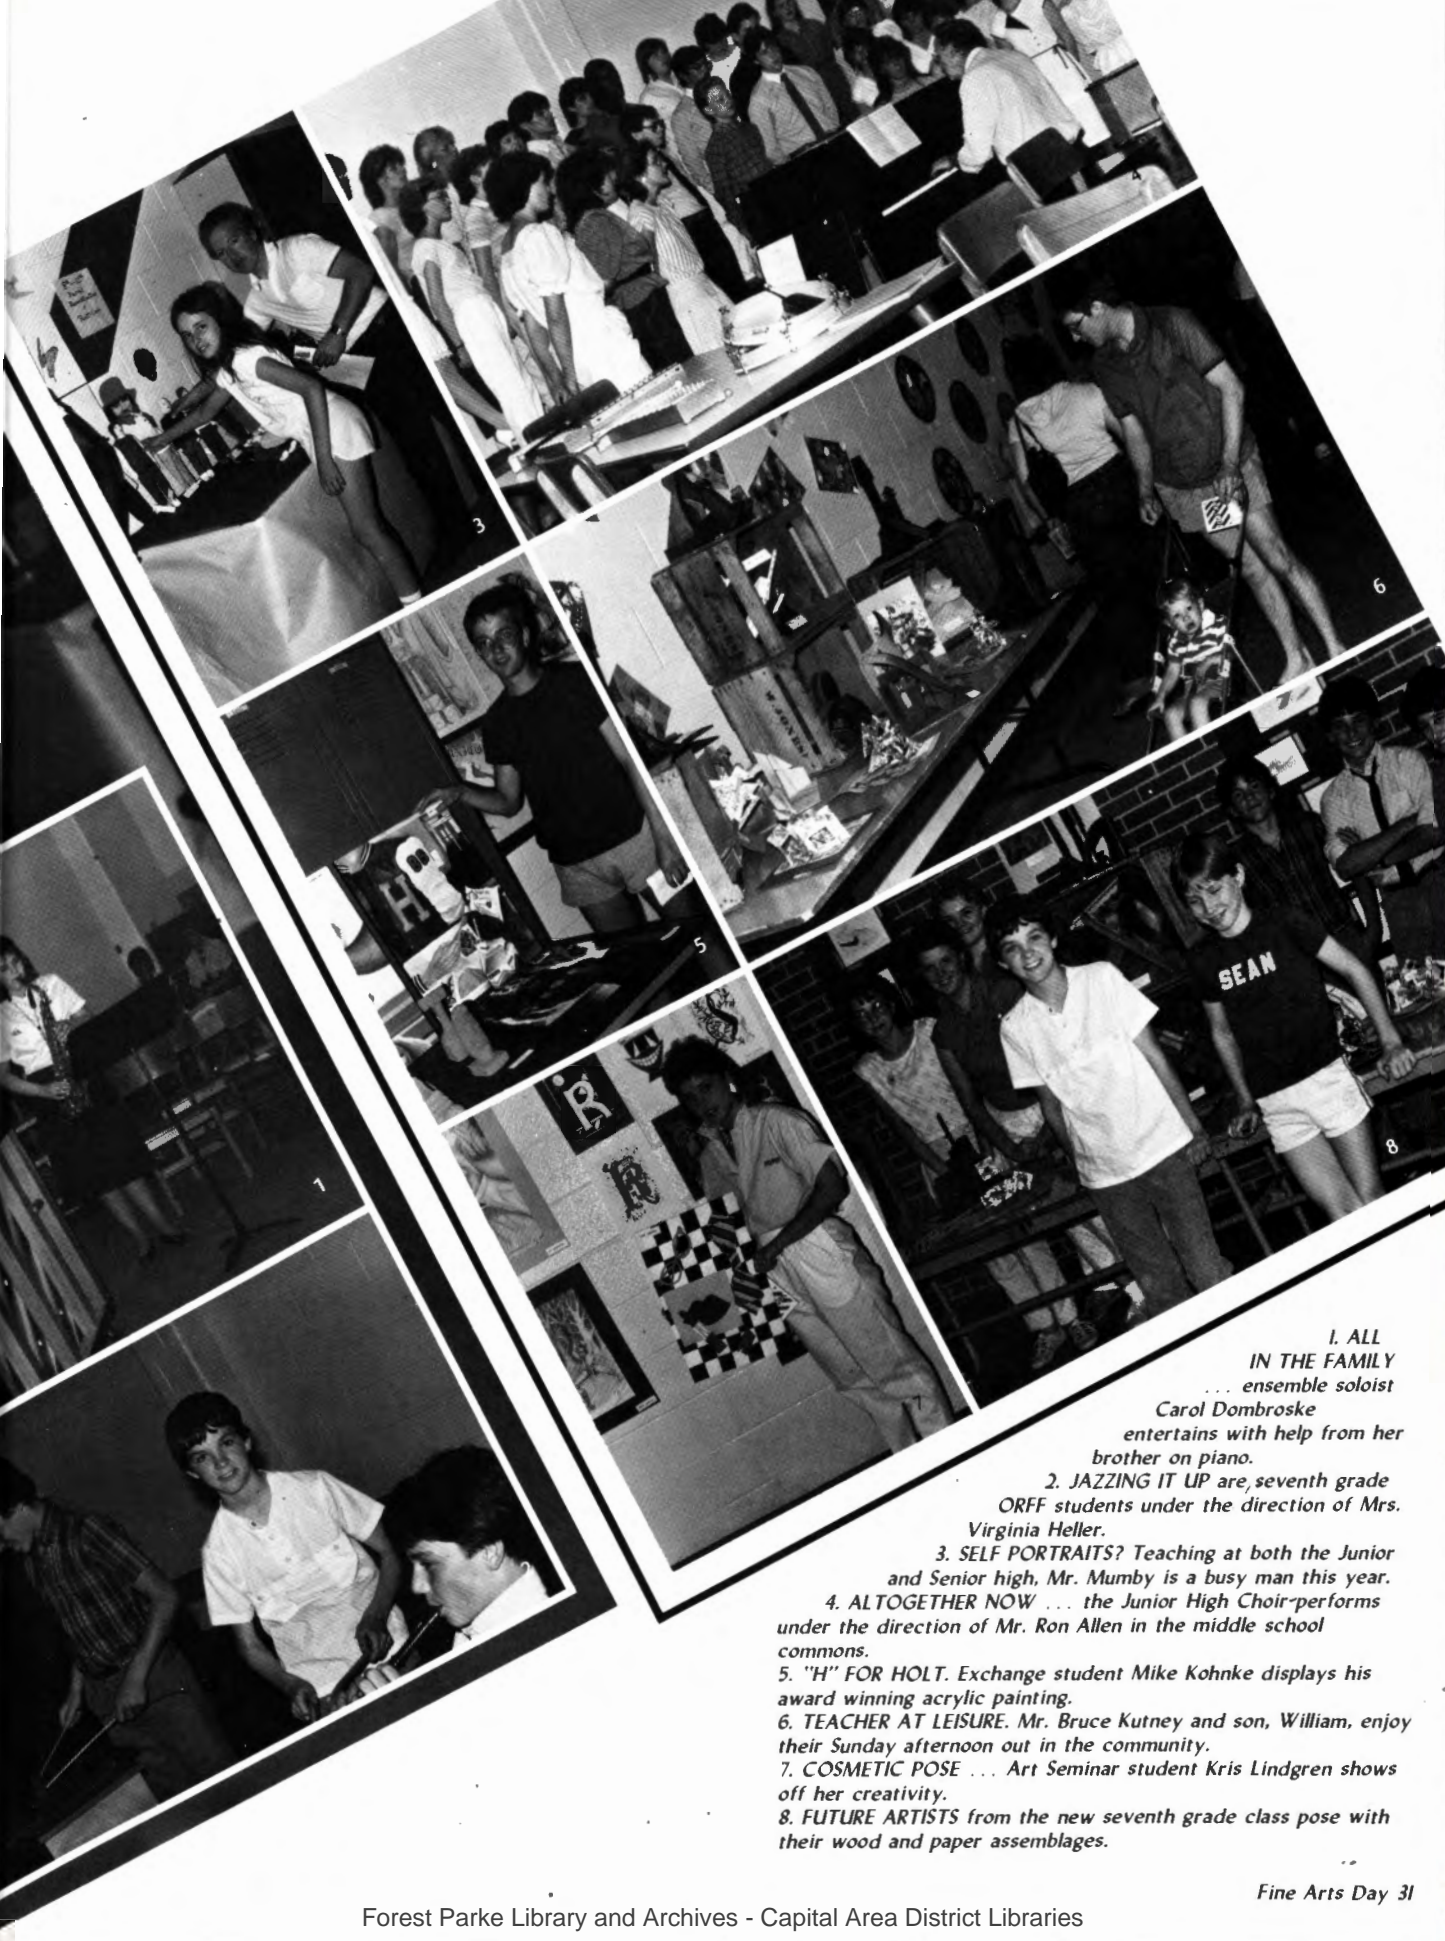 4
3
6
5
H
W. JONES
SEAN
1
8
7
1. ALL
IN THE FAMILY
... ensemble soloist
Carol Dombroske
entertains with help from her
brother on piano.
2. JAZZING IT UP are, seventh grade
ORFF students under the direction of Mrs.
Virginia Heller.
3. SELF PORTRAITS? Teaching at both the Junior
and Senior high, Mr. Mumby is a busy man this year.
4. ALTOGETHER NOW ... the Junior High Choir-performs
under the direction of Mr. Ron Allen in the middle school
commons.
5. "H" FOR HOLT. Exchange student Mike Kohnke displays his
award winning acrylic painting.
6. TEACHER AT LEISURE. Mr. Bruce Kutney and son, William, enjoy
their Sunday afternoon out in the community.
7. COSMETIC POSE ... Art Seminar student Kris Lindgren shows
off her creativity.
8. FUTURE ARTISTS from the new seventh grade class pose with
their wood and paper assemblages.
Fine Arts Day 31
Forest Parke Library and Archives - Capital Area District Libraries